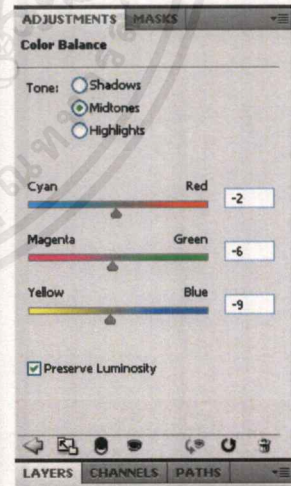 ADJUSTMENTS MASKS
Color Balance
Tone: Shadows
Midtones
Highlights
Cyan Red -2
Magenta Green -6
Yellow Blue -9
Preserve Luminosity
LAYERS CHANNELS PATHS